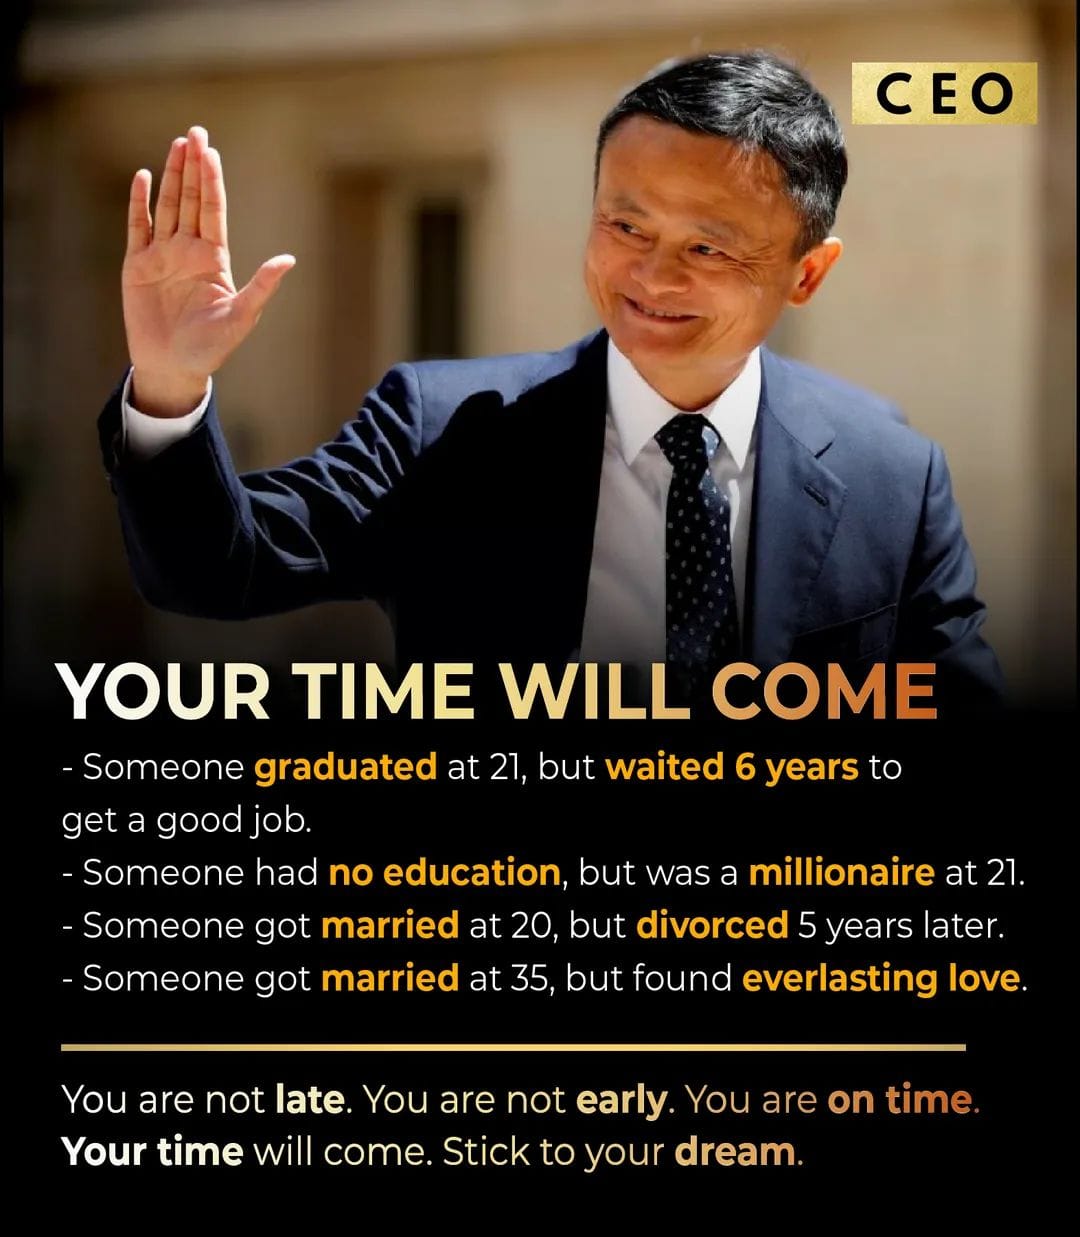 CEO
YOUR TIME WILL COME
- Someone graduated at 21, but waited 6 years to
get a good job.
- Someone had no education, but was a millionaire at 21.
- Someone got married at 20, but divorced 5 years later.
- Someone got married at 35, but found everlasting love.
You are not late. You are not early. You are on time.
Your time will come. Stick to your dream.